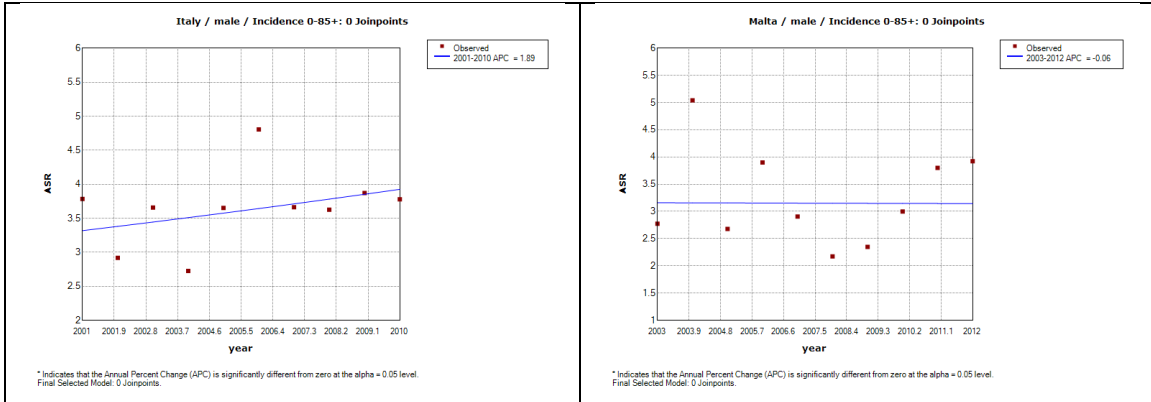 Italy / male / Incidence 0-85+: 0 Joinpoints
Observed
2001-2010 APC = 1.89
6
5.5
5
4.5
4
3.5
3
2.5
2
ASR
2001 2001.9 2002.8 2003.7 2004.6 2005.5 2006.4 2007.3 2008.2 2009.1 2010
year
* Indicates that the Annual Percent Change (APC) is significantly different from zero at the alpha = 0.05 level.
Final Selected Model: 0 Joinpoints.
Malta / male / Incidence 0-85+: 0 Joinpoints
Observed
2003-2012 APC = -0.06
6
5.5
5
4.5
4
3.5
3
2.5
2
1.5
1
ASR
2003 2003.9 2004.8 2005.7 2006.6 2007.5 2008.4 2009.3 2010.2 2011.1 2012
year
* Indicates that the Annual Percent Change (APC) is significantly different from zero at the alpha = 0.05 level.
Final Selected Model: 0 Joinpoints.